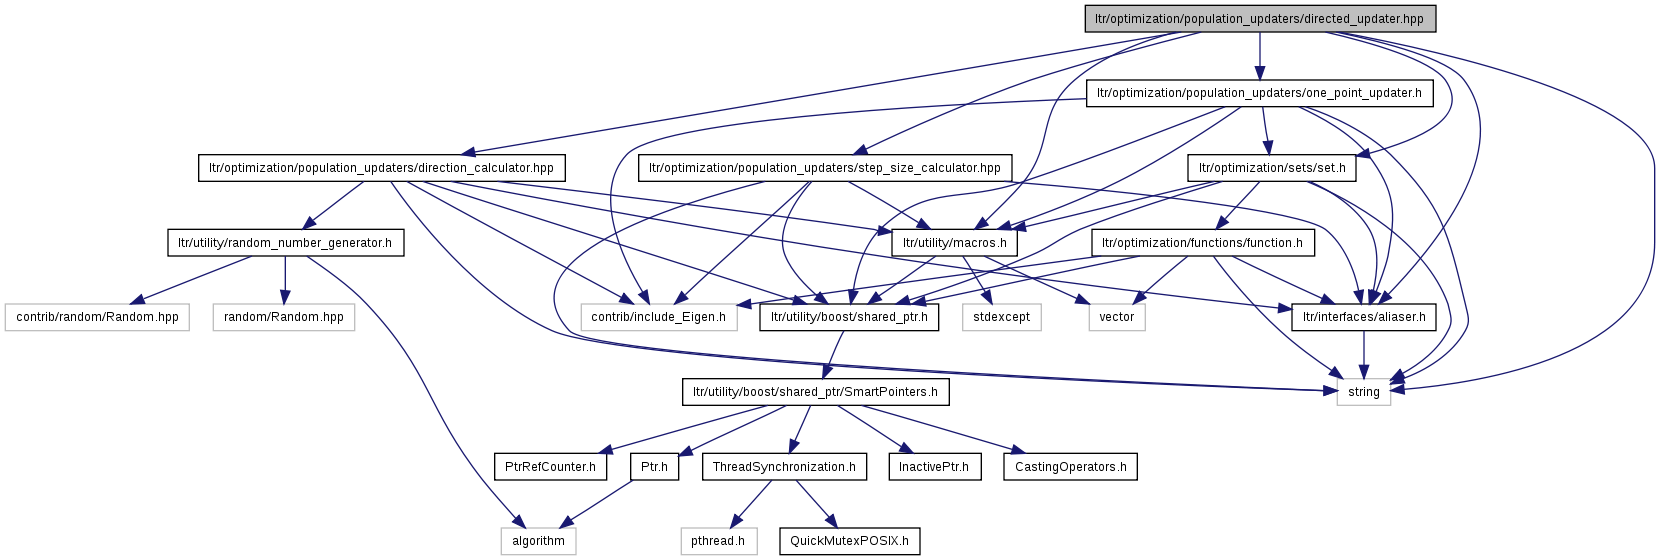 ltr/optimization/population_updaters/directed_updater.hpp
ltr/optimization/population_updaters/one_point_updater.h
ltr/optimization/population_updaters/direction_calculator.hpp
ltr/optimization/population_updaters/step_size_calculator.hpp
ltr/optimization/sets/set.h
ltr/utility/random_number_generator.h
ltr/utility/macros.h
ltr/optimization/functions/function.h
contrib/random/Random.hpp
random/Random.hpp
contrib/include_Eigen.h
ltr/utility/boost/shared_ptr.h
stdexcept
vector
ltr/interfaces/aliaser.h
ltr/utility/boost/shared_ptr/SmartPointers.h
string
PtrRefCounter.h
Ptr.h
ThreadSynchronization.h
InactivePtr.h
CastingOperators.h
algorithm
pthread.h
QuickMutexPOSIX.h